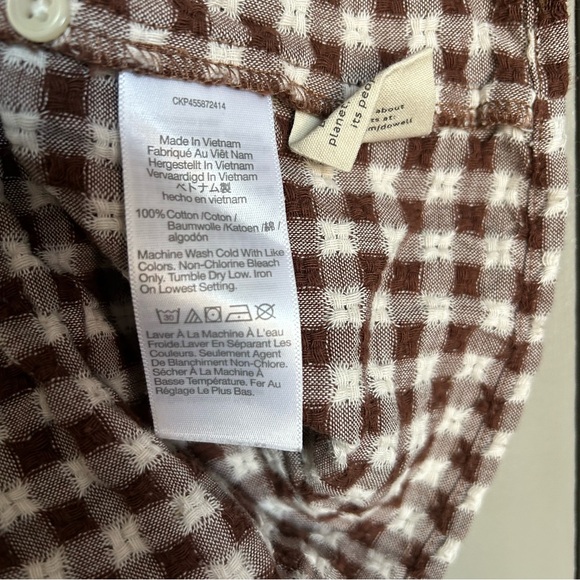 CKP455872414
Made In Vietnam
Fabriqué Au Viêt Nam
Hergestellt In Vietnam
Vervaardigd In Vietnam
ベトナム製
hecho en vietnam
100% Cotton /Coton/
Baumwolle /Katoen /綿 /
algodón
Machine Wash Cold With Like
Colors. Non-Chlorine Bleach
Only. Tumble Dry Low. Iron
On Lowest Setting.
Laver À La Machine À L'eau
Froide.Laver En Séparant Les
Couleurs. Seulement Agent
De Blanchiment Non-Chlore.
Sécher À La Machine À
Basse Température. Fer Au
Réglage Le Plus Bas.
planet,
its peo
about
ts at:
m/dowell